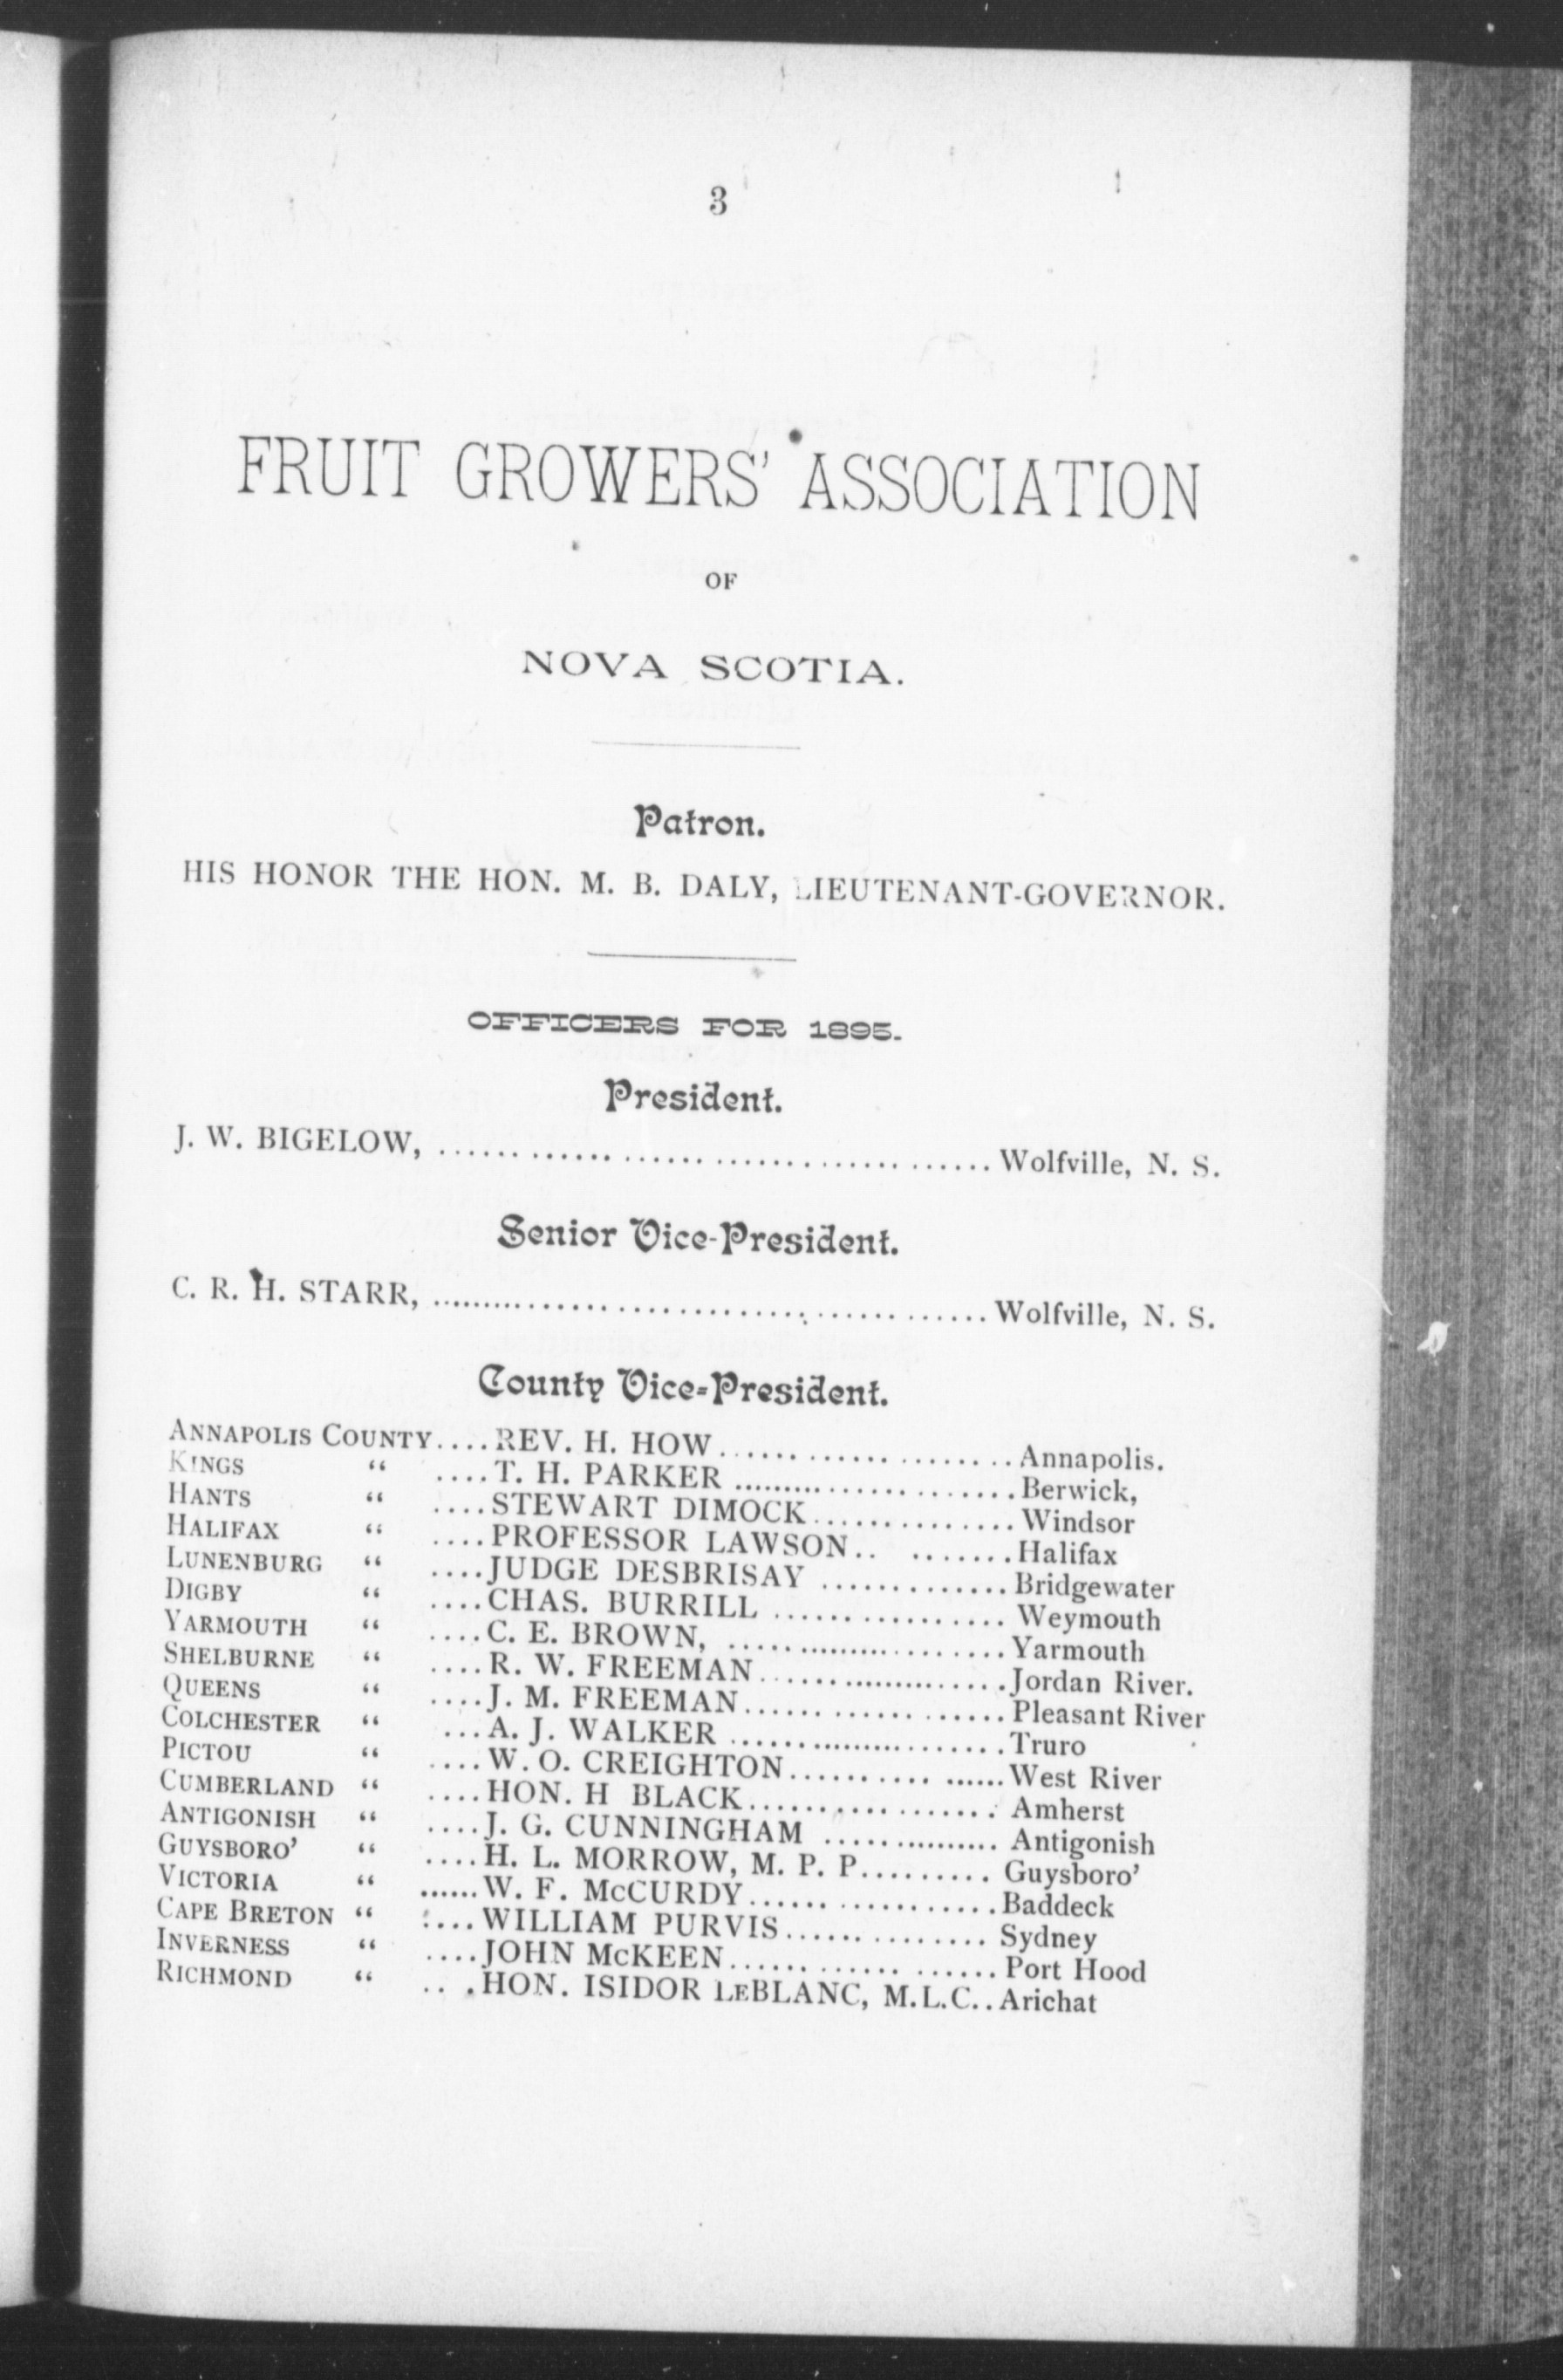 3
FRUIT GROWERS' ASSOCIATION
OF
NOVA SCOTIA.
Patron.
HIS HONOR THE HON. M. B. DALY, LIEUTENANT-GOVERNOR.
OFFICERS FOR 1895.
President.
J. W. BIGELOW, ........................................ Wolfville, N. S.
Senior Vice-President.
C. R. H. STARR, ........................................ Wolfville, N. S.
County Vice-President.
ANNAPOLIS COUNTY....REV. H. HOW......................Annapolis.
KINGS “ ....T. H. PARKER ......................Berwick,
HANTS “ ....STEWART DIMOCK...............Windsor
HALIFAX “ ....PROFESSOR LAWSON.. .......Halifax
LUNENBURG “ ....JUDGE DESBRISAY ..............Bridgewater
DIGBY “ ....CHAS. BURRILL ................. Weymouth
YARMOUTH “ ....C. E. BROWN, ......................Yarmouth
SHELBURNE “ ....R. W. FREEMAN....................Jordan River.
QUEENS “ ....J. M. FREEMAN....................Pleasant River
COLCHESTER “ ...A. J. WALKER ......................Truro
PICTOU “ ....W. O. CREIGHTON.......... ......West River
CUMBERLAND “ ....HON. H BLACK................... Amherst
ANTIGONISH “ ....J. G. CUNNINGHAM .............. Antigonish
GUYSBORO' “ ....H. L. MORROW, M. P. P......... Guysboro'
VICTORIA “ ......W. F. McCURDY...................Baddeck
CAPE BRETON “ ....WILLIAM PURVIS.............. Sydney
INVERNESS “ ....JOHN McKEEN............ ......Port Hood
RICHMOND “ .. .HON. ISIDOR LEBLANC, M.L.C..Arichat